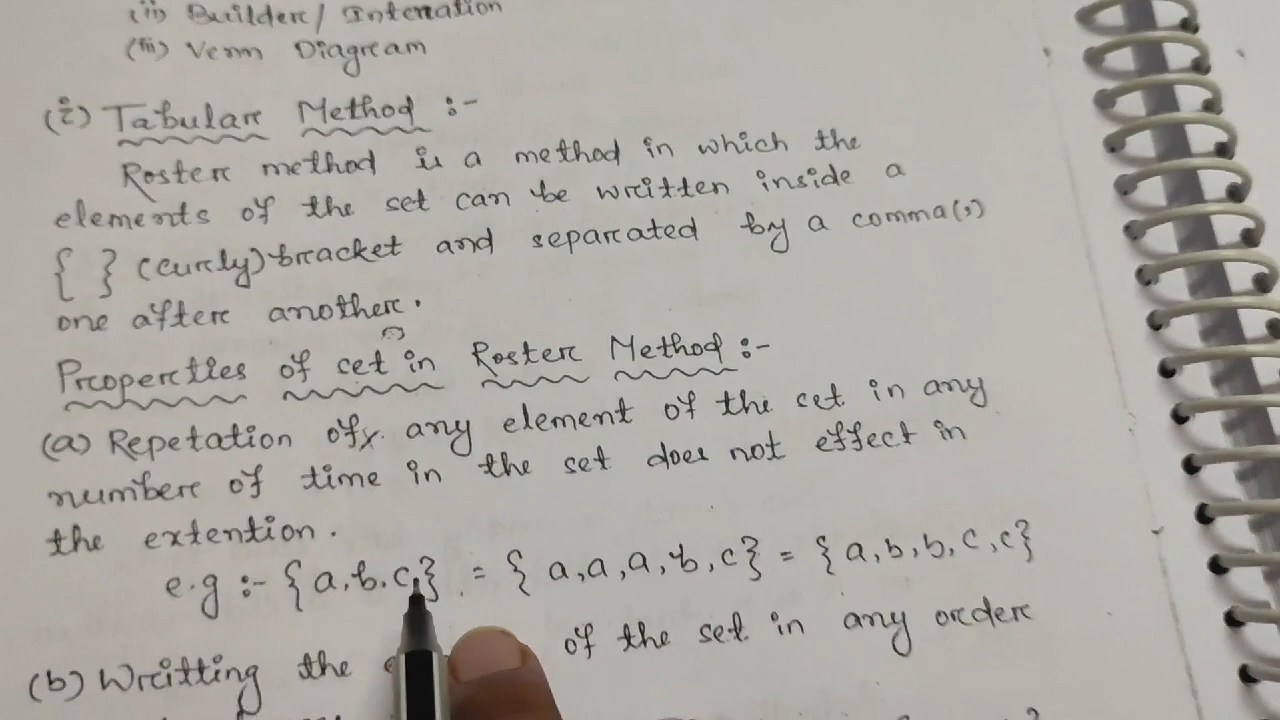 (ii) Builder / Intenation
(iii) Venn Diagram
(i) Tabular Method :-
Roster method is a method in which the
elements of the set can be written inside a
{ } (curly) bracket and separated by a comma(,)
one after another.
Properties of cet in Roster Method :-
(a) Repetation of any element of the cet in any
number of time in the set does not effect in
the extention.
e.g :- {a,b,c,} = {a,a,a,b,c} = {a,b,b,c,c}
(b) Writting the of the set in any order